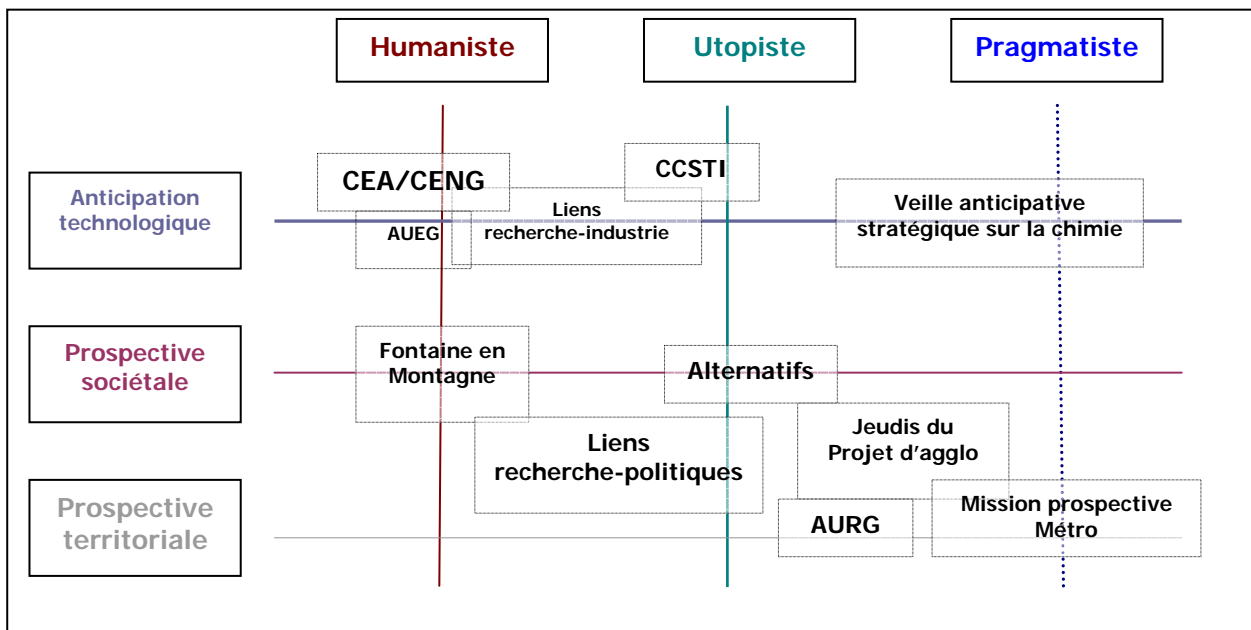 Humaniste
Utopiste
Pragmatiste
Anticipation
technologique
CEA/CENG
CCSTI
AUEG
Liens
recherche-industrie
Veille anticipative
stratégique sur la chimie
Prospective
sociétale
Fontaine en
Montagne
Alternatifs
Liens
recherche-politiques
Jeudis du
Projet d'agglo
Prospective
territoriale
AURG
Mission prospective
Métro